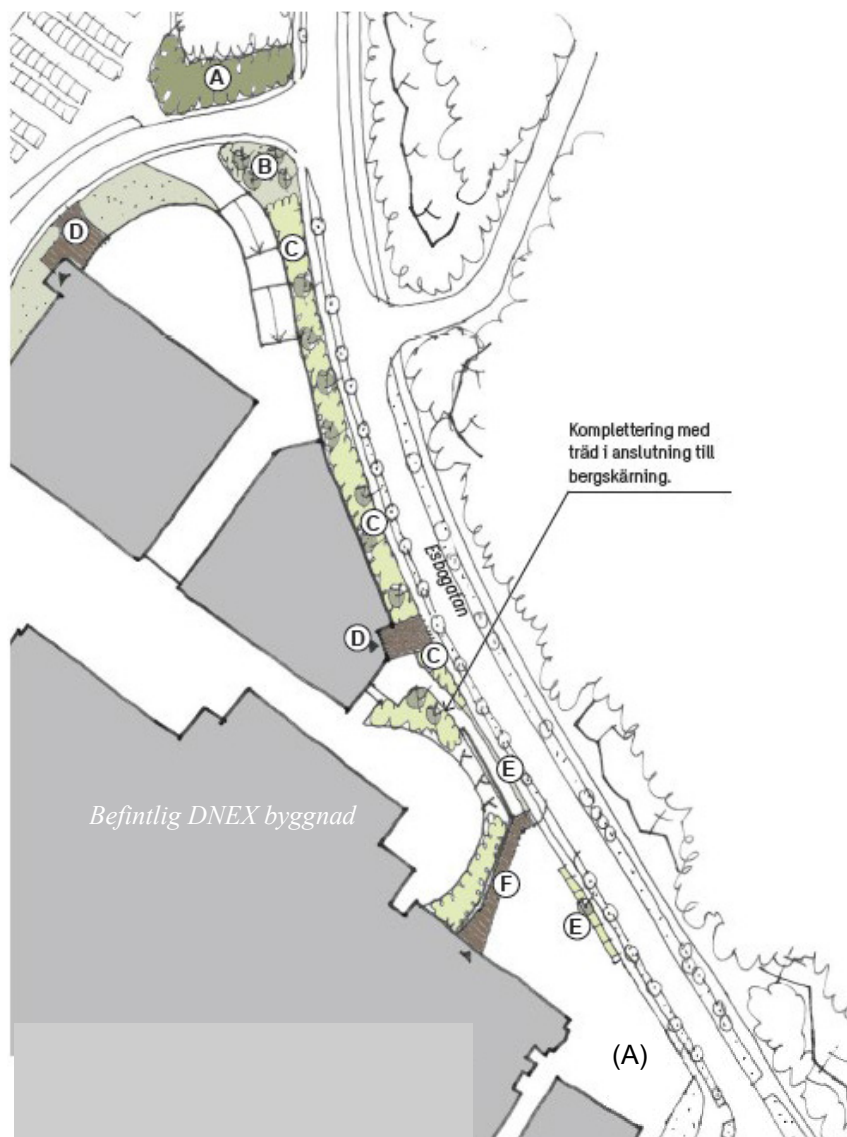 A
B
D
C
Komplettering med
träd i anslutning till
bergskärning.
C
Esbogatan
D
C
E
Befintlig DNEX byggnad
F
E
(A)